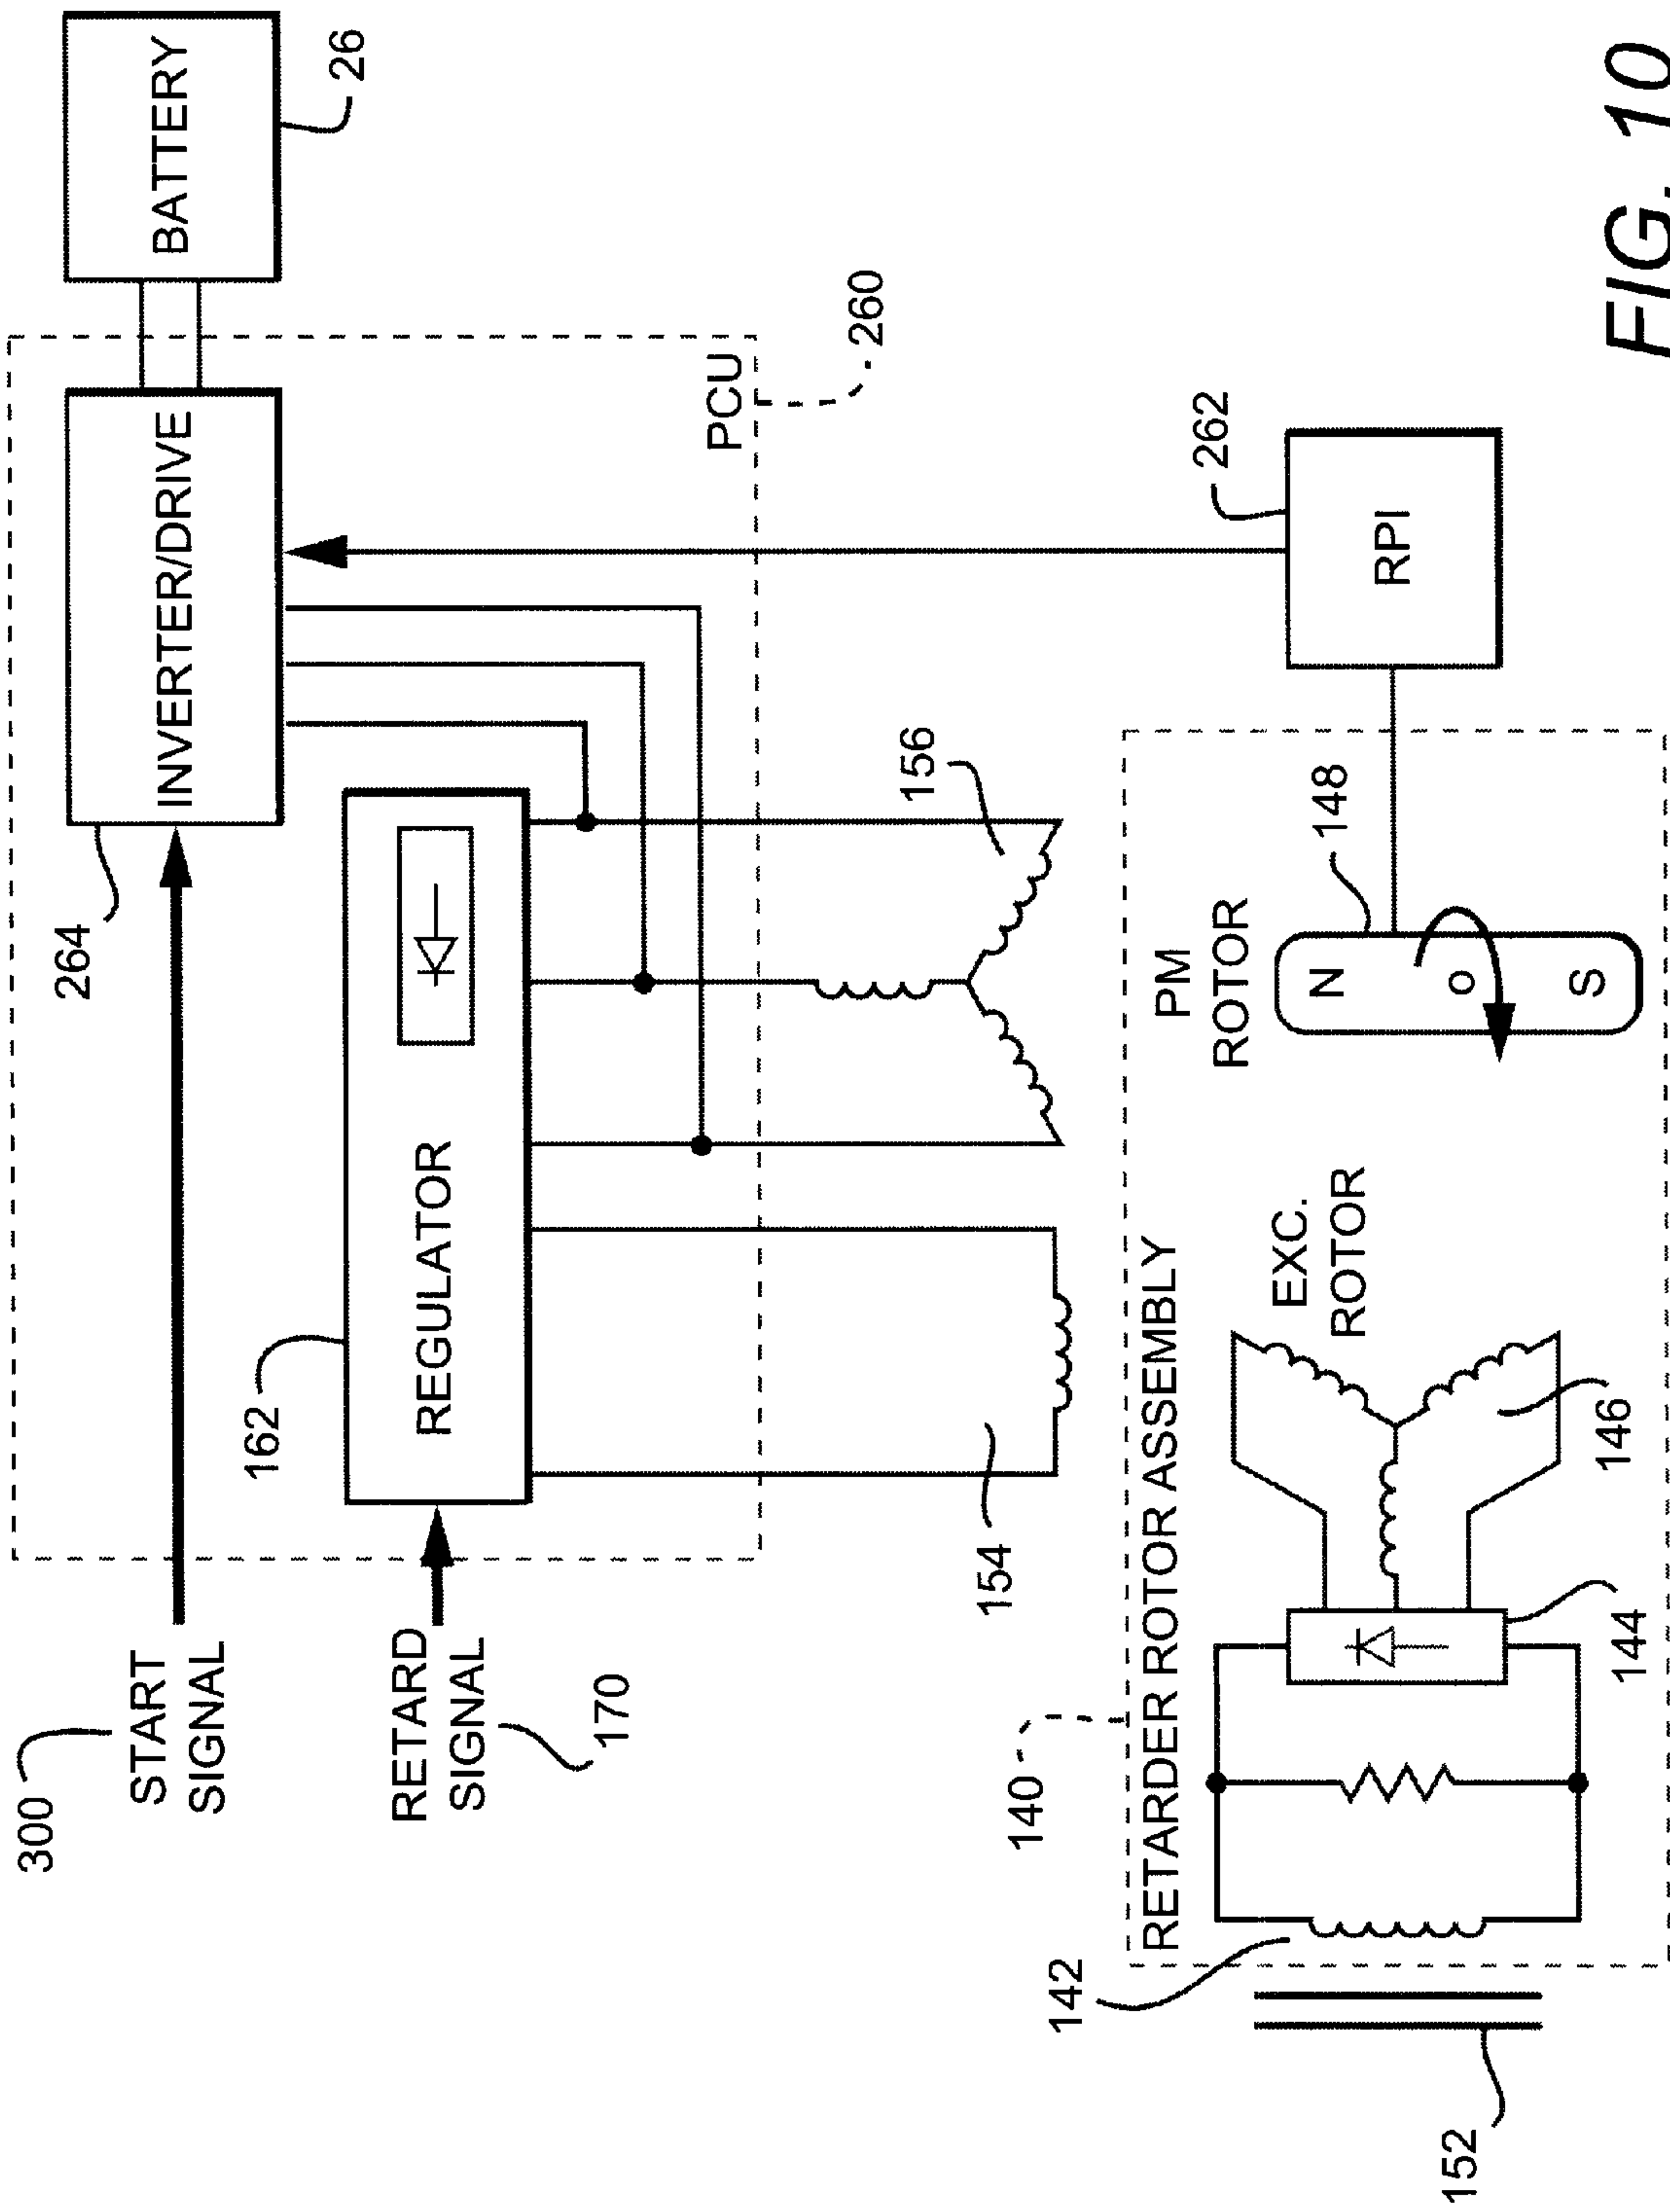 300
START
SIGNAL
264
INVERTER/DRIVE
BATTERY
26
RETARD
SIGNAL
170
162
REGULATOR
PCU
260
154
156
262
RPI
140
RETARDER ROTOR ASSEMBLY
142
152
144
146
EXC.
ROTOR
PM
ROTOR
148
N
O
S
FIG. 10